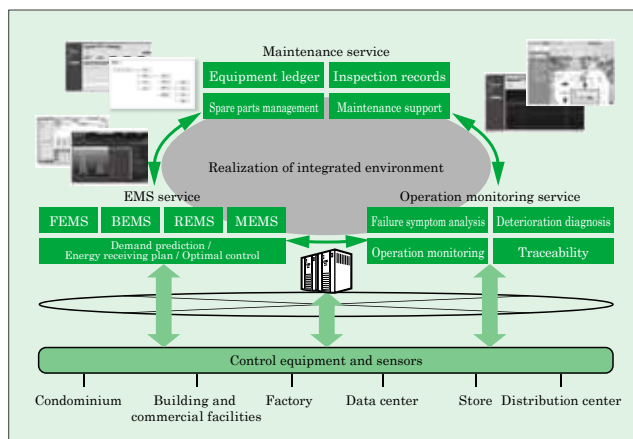 Maintenance service
Equipment ledger
Inspection records
Spare parts management
Maintenance support
Realization of integrated environment
EMS service
FEMS
BEMS
REMS
MEMS
Demand prediction /
Energy receiving plan / Optimal control
Operation monitoring service
Failure symptom analysis
Deterioration diagnosis
Operation monitoring
Traceability
Control equipment and sensors
Condominium
Building and
commercial facilities
Factory
Data center
Store
Distribution center